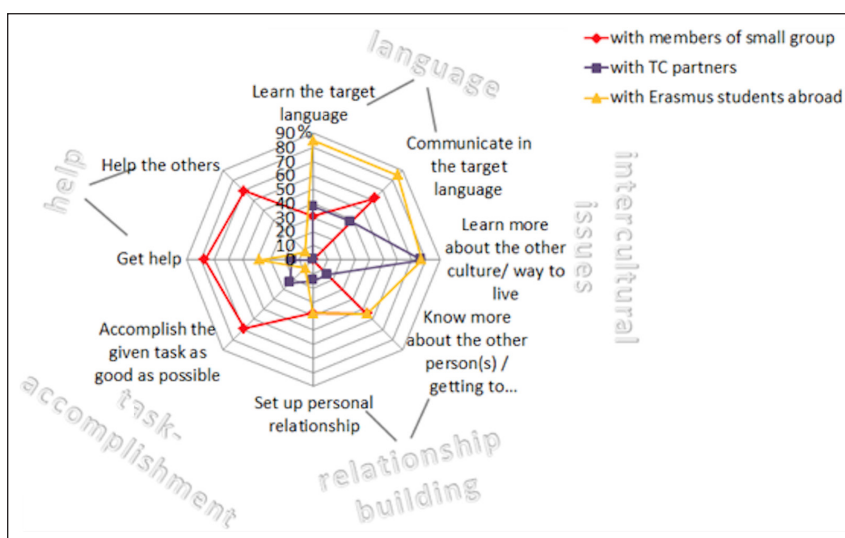 language
with members of small group
with TC partners
with Erasmus students abroad
Learn the target
language
90 %
80
70
60
50
40
30
20
10
0
Help the others
help
Communicate in
the target
language
intercultural
issues
Get help
Learn more
about the other
culture/ way to
live
Accomplish the
given task as
good as possible
Know more
about the other
person(s) /
getting to...
Set up personal
relationship
task-
accomplishment
relationship
building